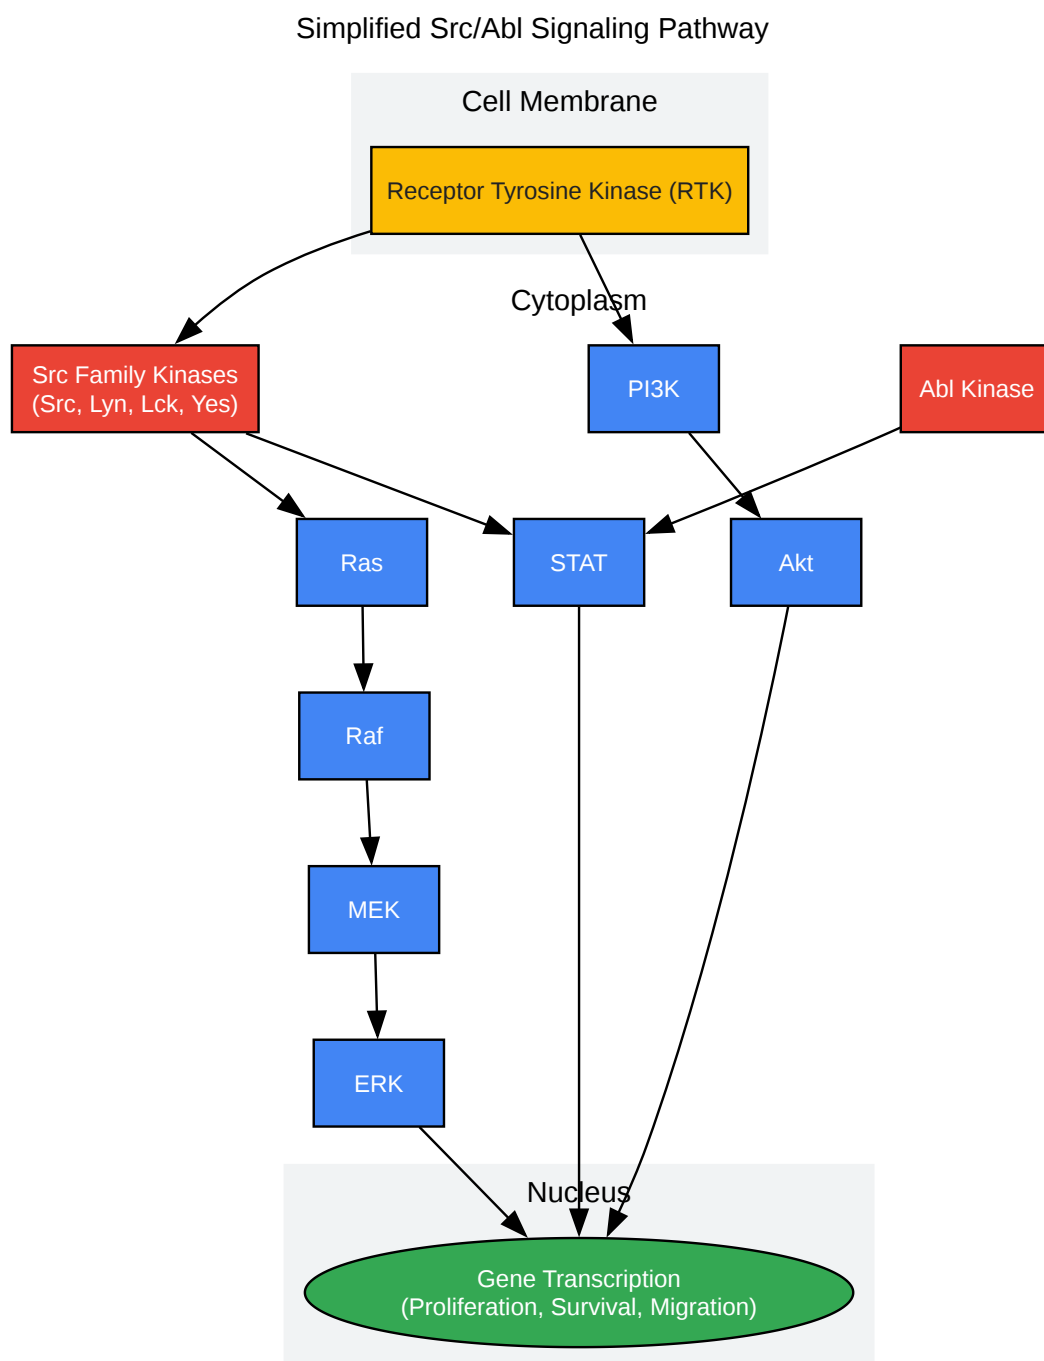 Simplified Src/Abl Signaling Pathway
Cell Membrane
Receptor Tyrosine Kinase (RTK)
Cytoplasm
Src Family Kinases
(Src, Lyn, Lck, Yes)
PI3K
Abl Kinase
Ras
STAT
Akt
Raf
MEK
ERK
Nucleus
Gene Transcription
(Proliferation, Survival, Migration)